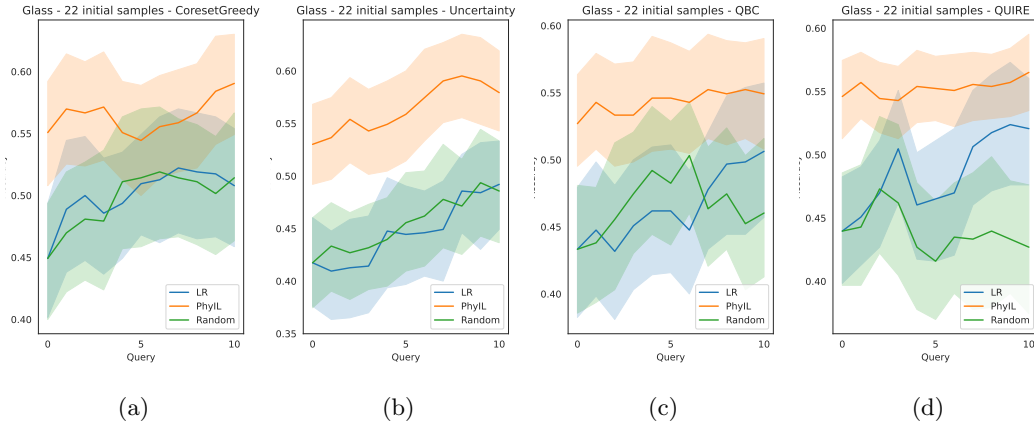 Glass - 22 initial samples - CoresetGreedy
0.60
0.55
0.50
0.45
0.40
0
5
10
Query
LR
PhyIL
Random
(a)
Glass - 22 initial samples - Uncertainty
0.60
0.55
0.50
0.45
0.40
0.35
0
5
10
Query
LR
PhyIL
Random
(b)
Glass - 22 initial samples - QBC
0.60
0.55
0.50
0.45
0.40
0
5
10
Query
LR
PhyIL
Random
(c)
Glass - 22 initial samples - QUIRE
0.60
0.55
0.50
0.45
0.40
0
5
10
Query
LR
PhyIL
Random
(d)